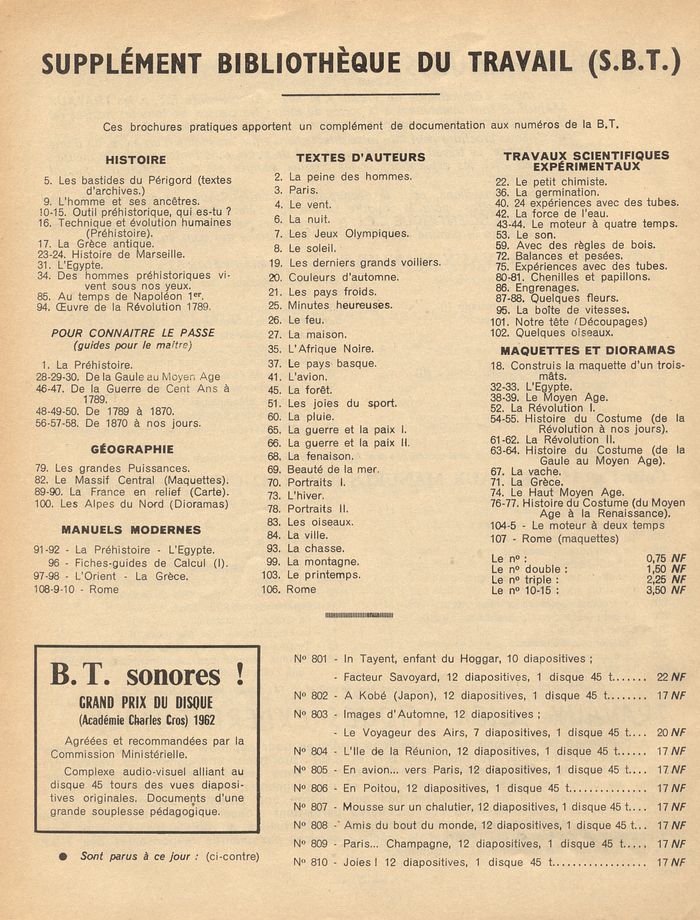 SUPPLÉMENT BIBLIOTHÈQUE DU TRAVAIL (S.B.T.)
Ces brochures pratiques apportent un complément de documentation aux numéros de la B.T.
HISTOIRE
5. Les bastides du Périgord (textes
d'archives.)
9. L'homme et ses ancêtres.
10-15. Outil préhistorique, qui es-tu ?
16. Technique et évolution humaines
(Préhistoire).
17. La Grèce antique.
23-24. Histoire de Marseille.
31. L'Egypte.
34. Des hommes préhistoriques vi-
vent sous nos yeux.
85. Au temps de Napoléon 1er.
94. Œuvre de la Révolution 1789.
POUR CONNAITRE LE PASSE
(guides pour le maître)
1. La Préhistoire.
28-29-30. De la Gaule au Moyen Age
46-47. De la Guerre de Cent Ans à
1789.
48-49-50. De 1789 à 1870.
56-57-58. De 1870 à nos jours.
GÉOGRAPHIE
79. Les grandes Puissances.
82. Le Massif Central (Maquettes).
89-90. La France en relief (Carte).
100. Les Alpes du Nord (Dioramas)
MANUELS MODERNES
91-92 - La Préhistoire - L'Egypte.
96 - Fiches-guides de Calcul (I).
97-98 - L'Orient - La Grèce.
108-9-10 - Rome
TEXTES D'AUTEURS
2. La peine des hommes.
3. Paris.
4. Le vent.
6. La nuit.
7. Les Jeux Olympiques.
8. Le soleil.
19. Les derniers grands voiliers.
20. Couleurs d'automne.
21. Les pays froids.
25. Minutes heureuses.
26. Le feu.
27. La maison.
35. L'Afrique Noire.
37. Le pays basque.
41. L'avion.
45. La forêt.
51. Les joies du sport.
60. La pluie.
65. La guerre et la paix I.
66. La guerre et la paix II.
68. La fenaison.
69. Beauté de la mer.
70. Portraits I.
73. L'hiver.
78. Portraits II.
83. Les oiseaux.
84. La ville.
93. La chasse.
99. La montagne.
103. Le printemps.
106. Rome
TRAVAUX SCIENTIFIQUES
EXPÉRIMENTAUX
22. Le petit chimiste.
36. La germination.
40. 24 expériences avec des tubes.
42. La force de l'eau.
43-44. Le moteur à quatre temps.
53. Le son.
59. Avec des règles de bois.
72. Balances et pesées.
75. Expériences avec des tubes.
80-81. Chenilles et papillons.
86. Engrenages.
87-88. Quelques fleurs.
95. La boîte de vitesses.
101. Notre tête (Découpages)
102. Quelques oiseaux.
MAQUETTES ET DIORAMAS
18. Construis la maquette d'un trois-
mâts.
32-33. L'Egypte.
38-39. Le Moyen Age.
52. La Révolution I.
54-55. Histoire du Costume (de la
Révolution à nos jours).
61-62. La Révolution II.
63-64. Histoire du Costume (de la
Gaule au Moyen Age).
67. La vache.
71. La Grèce.
74. Le Haut Moyen Age.
76-77. Histoire du Costume (du Moyen
Age à la Renaissance).
104-5 - Le moteur à deux temps
107 - Rome (maquettes)
Le nº : 0,75 NF
Le nº double : 1,50 NF
Le nº triple : 2,25 NF
Le nº 10-15 : 3,50 NF
B.T. sonores !
GRAND PRIX DU DISQUE
(Académie Charles Cros) 1962
Agréées et recommandées par la
Commission Ministérielle.
Complexe audio-visuel alliant au
disque 45 tours des vues diaposi-
tives originales. Documents d'une
grande souplesse pédagogique.
● Sont parus à ce jour : (ci-contre)
Nº 801 - In Tayent, enfant du Hoggar, 10 diapositives ;
- Facteur Savoyard, 12 diapositives, 1 disque 45 t...... 22 NF
Nº 802 - A Kobé (Japon), 12 diapositives, 1 disque 45 t..... 17 NF
Nº 803 - Images d'Automne, 12 diapositives ;
- Le Voyageur des Airs, 7 diapositives, 1 disque 45 t.... 20 NF
Nº 804 - L'Ile de la Réunion, 12 diapositives, 1 disque 45 t...... 17 NF
Nº 805 - En avion... vers Paris, 12 diapositives, 1 disque 45 t.... 17 NF
Nº 806 - En Poitou, 12 diapositives, 1 disque 45 t............... 17 NF
Nº 807 - Mousse sur un chalutier, 12 diapositives, 1 disque 45 t.... 17 NF
Nº 808 - Amis du bout du monde, 12 diapositives, 1 disque 45 t... 17 NF
Nº 809 - Paris... Champagne, 12 diapositives, 1 disque 45 t..... 17 NF
Nº 810 - Joies ! 12 diapositives, 1 disque 45 t................. 17 NF